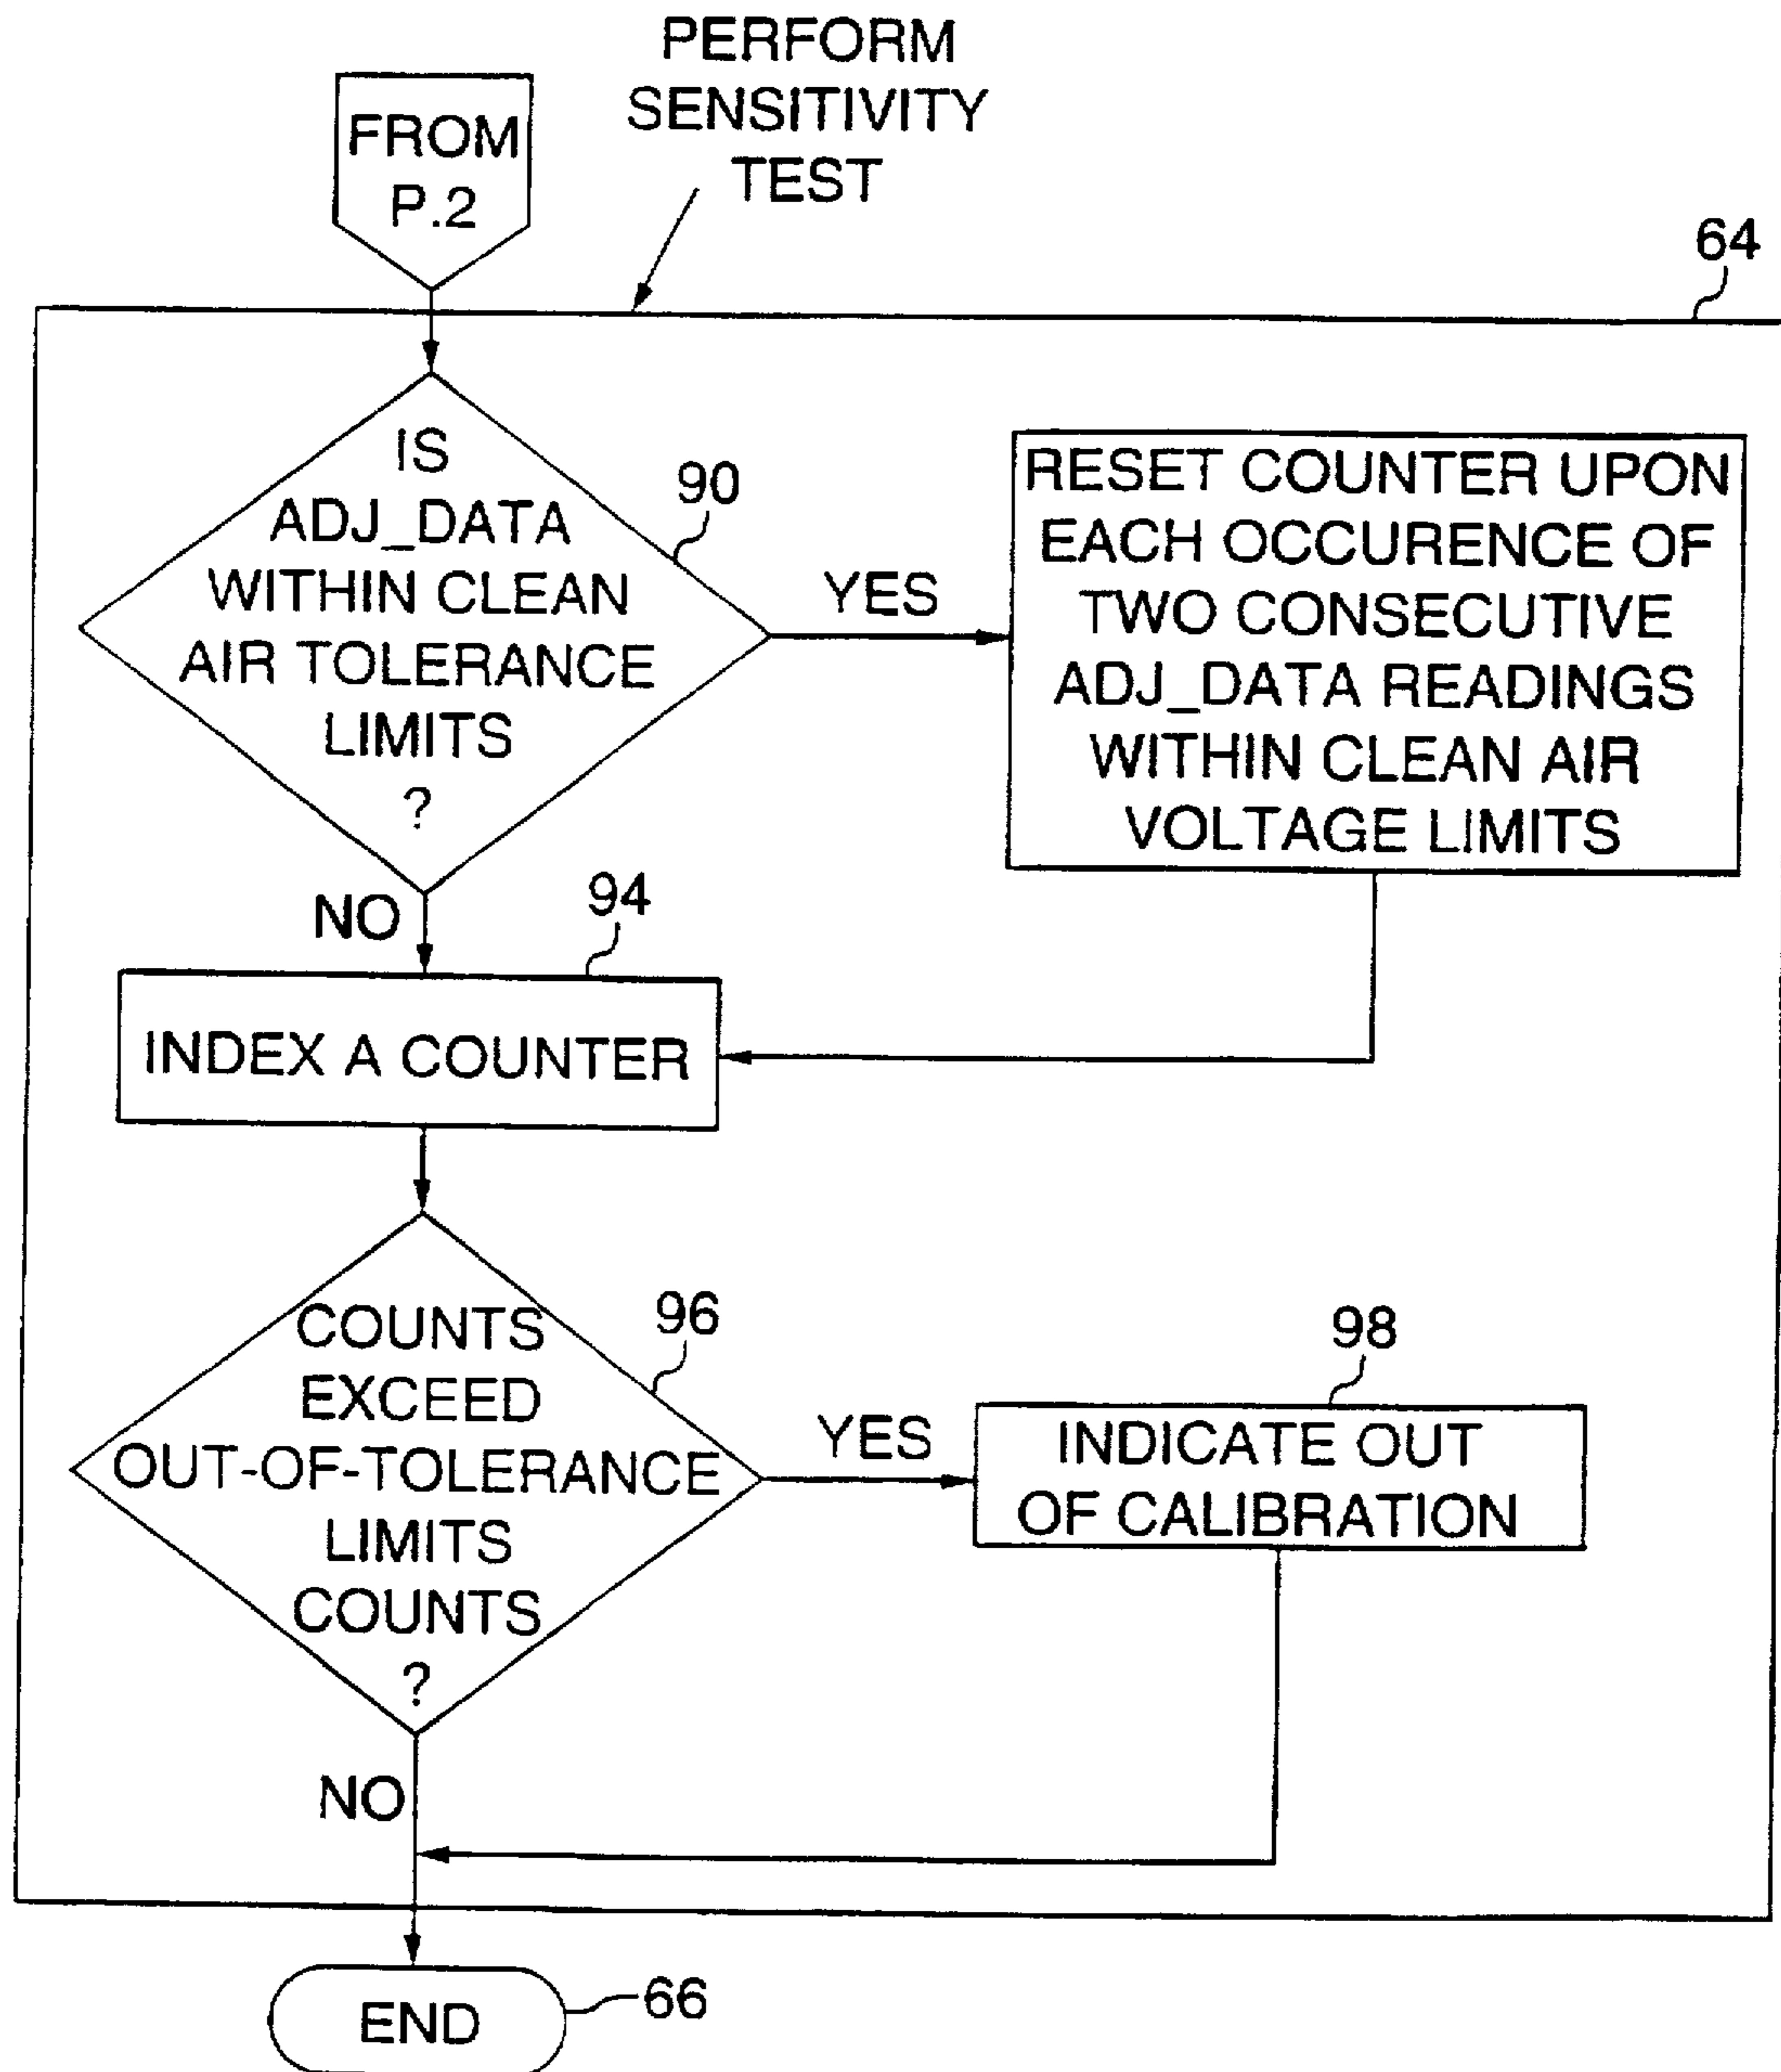 PERFORM
SENSITIVITY
TEST
FROM
P.2
64
IS
ADJ_DATA
WITHIN CLEAN
AIR TOLERANCE
LIMITS
?
90
YES
RESET COUNTER UPON
EACH OCCURENCE OF
TWO CONSECUTIVE
ADJ_DATA READINGS
WITHIN CLEAN AIR
VOLTAGE LIMITS
NO
94
INDEX A COUNTER
COUNTS
EXCEED
OUT-OF-TOLERANCE
LIMITS
COUNTS
?
96
YES
98
INDICATE OUT
OF CALIBRATION
NO
END
66